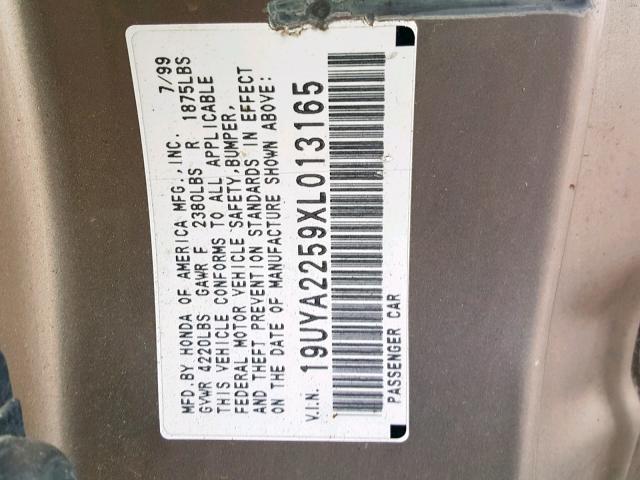 MFD.BY HONDA OF AMERICA MFG.,INC. 7/99
GVWR 4220LBS GAWR F 2380LBS R 1875LBS
THIS VEHICLE CONFORMS TO ALL APPLICABLE
FEDERAL MOTOR VEHICLE SAFETY,BUMPER,
AND THEFT PREVENTION STANDARDS IN EFFECT
ON THE DATE OF MANUFACTURE SHOWN ABOVE:
V.I.N. 19UYA2259XL013165
PASSENGER CAR